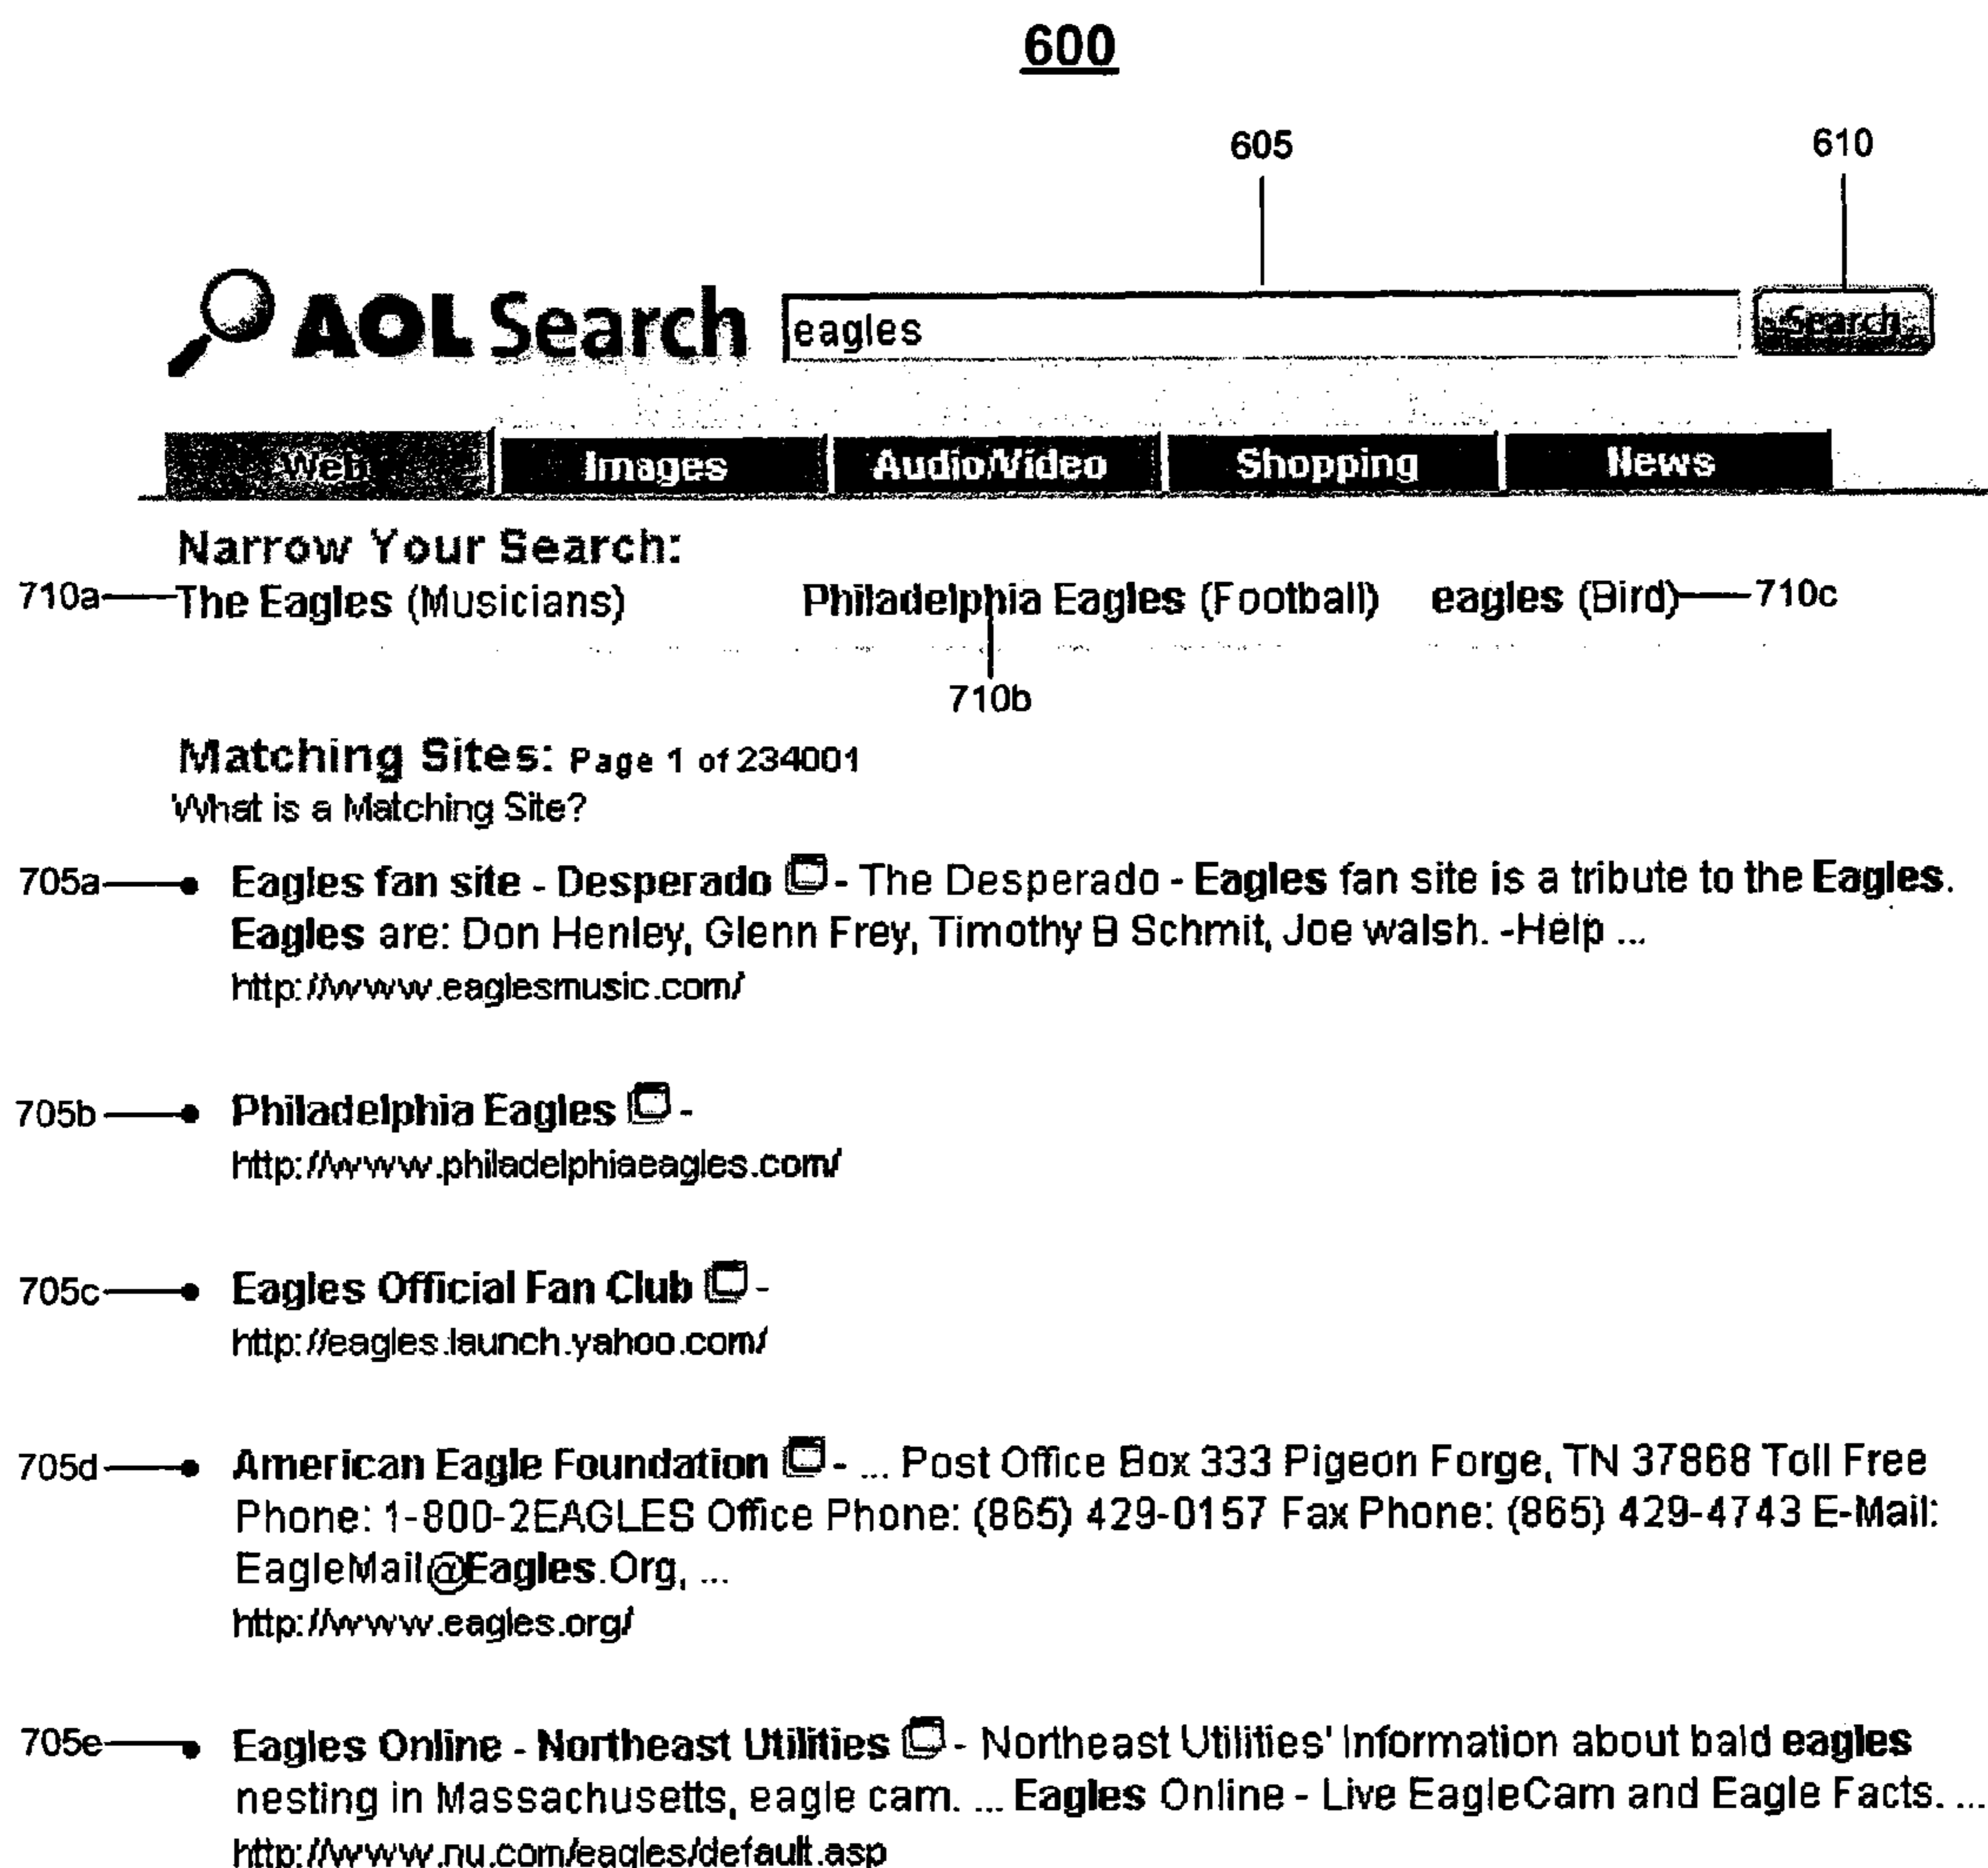 600
605 610
AOL Search eagles Search
Web Images Audio/Video Shopping News
Narrow Your Search:
710a The Eagles (Musicians) Philadelphia Eagles (Football) eagles (Bird) 710c
710b
Matching Sites: Page 1 of 234001
What is a Matching Site?
705a Eagles fan site - Desperado - The Desperado - Eagles fan site is a tribute to the Eagles.
Eagles are: Don Henley, Glenn Frey, Timothy B Schmit, Joe walsh. -Help ...
http://www.eaglesmusic.com/
705b Philadelphia Eagles -
http://www.philadelphiaeagles.com/
705c Eagles Official Fan Club -
http://eagles.launch.yahoo.com/
705d American Eagle Foundation - ... Post Office Box 333 Pigeon Forge, TN 37868 Toll Free
Phone: 1-800-2EAGLES Office Phone: (865) 429-0157 Fax Phone: (865) 429-4743 E-Mail:
EagleMail@Eagles.Org, ...
http://www.eagles.org/
705e Eagles Online - Northeast Utilities - Northeast Utilities' Information about bald eagles
nesting in Massachusetts, eagle cam. ... Eagles Online - Live EagleCam and Eagle Facts. ...
http://www.nu.com/eagles/default.asp